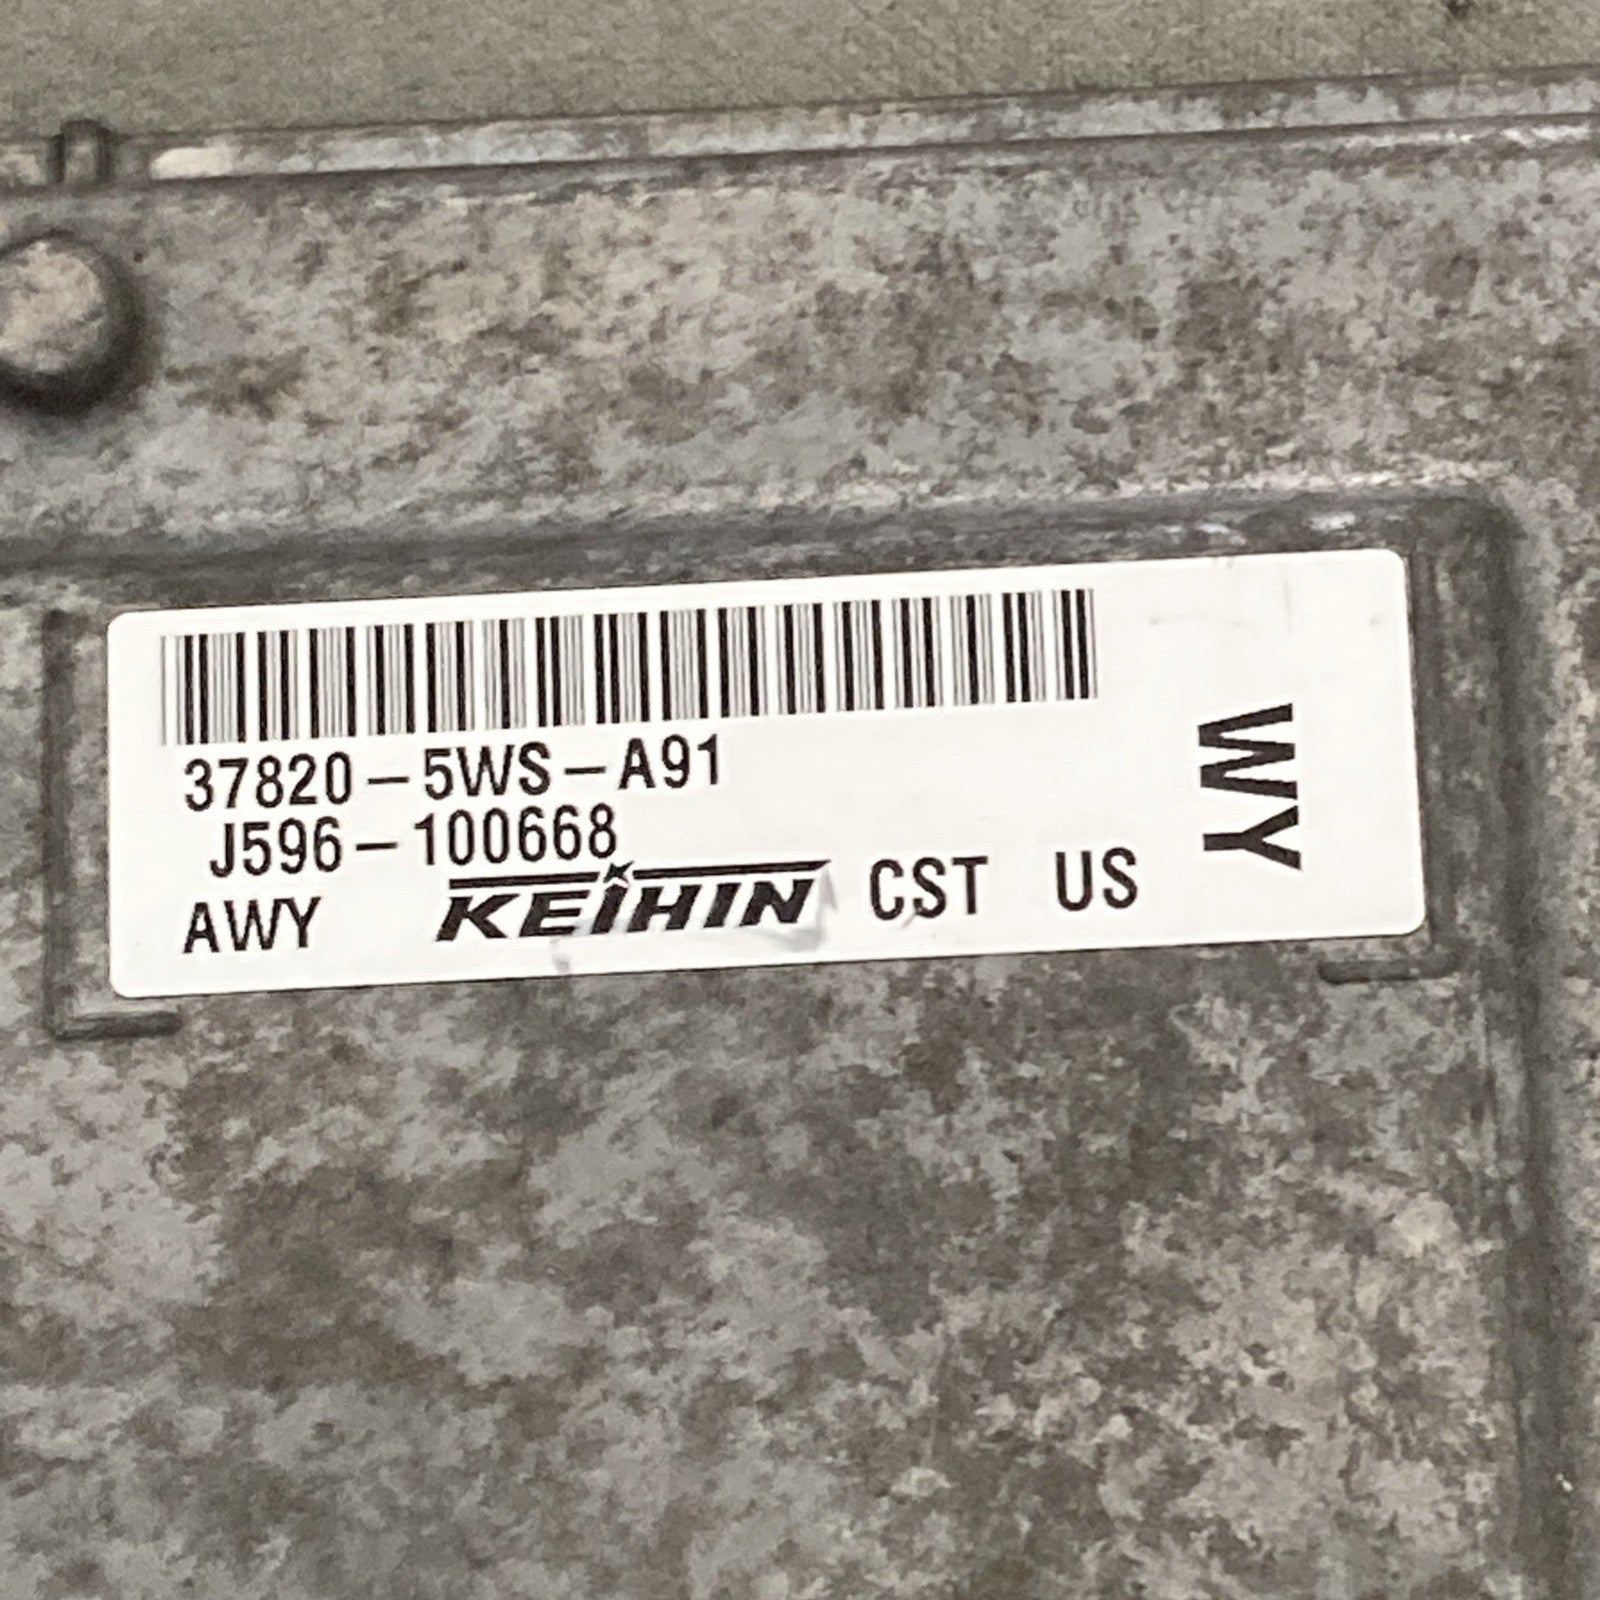 37820-5WS-A91
J596-100668
AWY KEIHIN CST US
WY